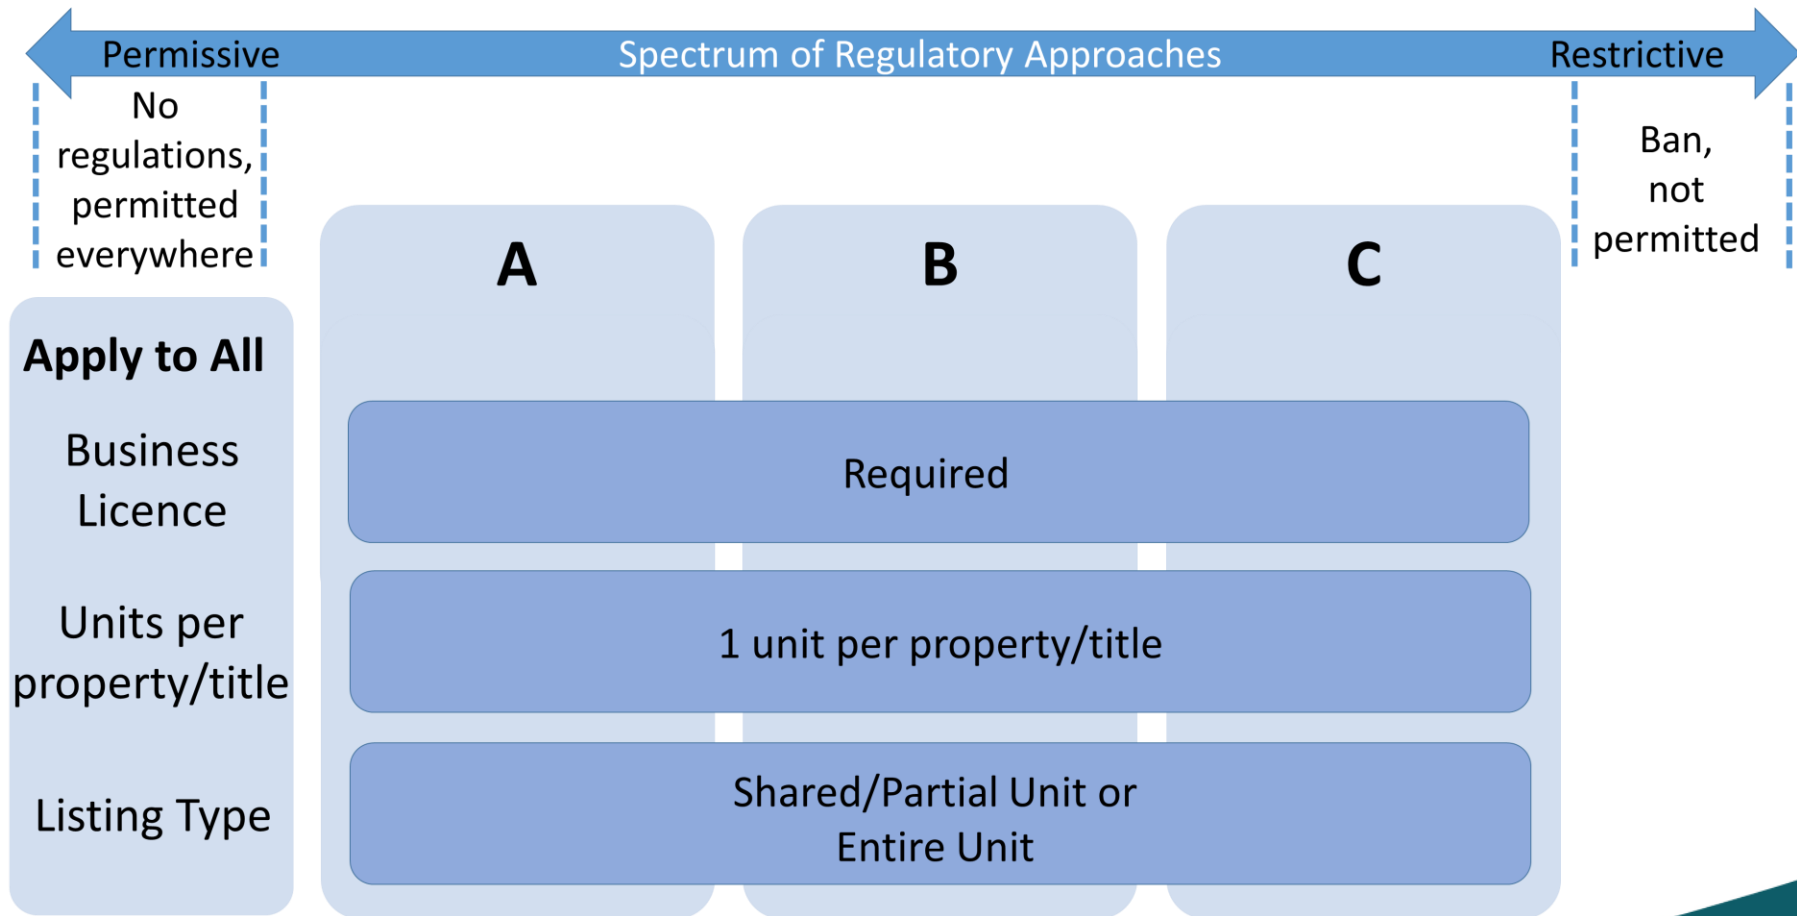 Permissive
Spectrum of Regulatory Approaches
Restrictive
No
regulations,
permitted
everywhere
Ban,
not
permitted
A
B
C
Apply to All
Business
Licence
Required
Units per
property/title
1 unit per property/title
Listing Type
Shared/Partial Unit or
Entire Unit